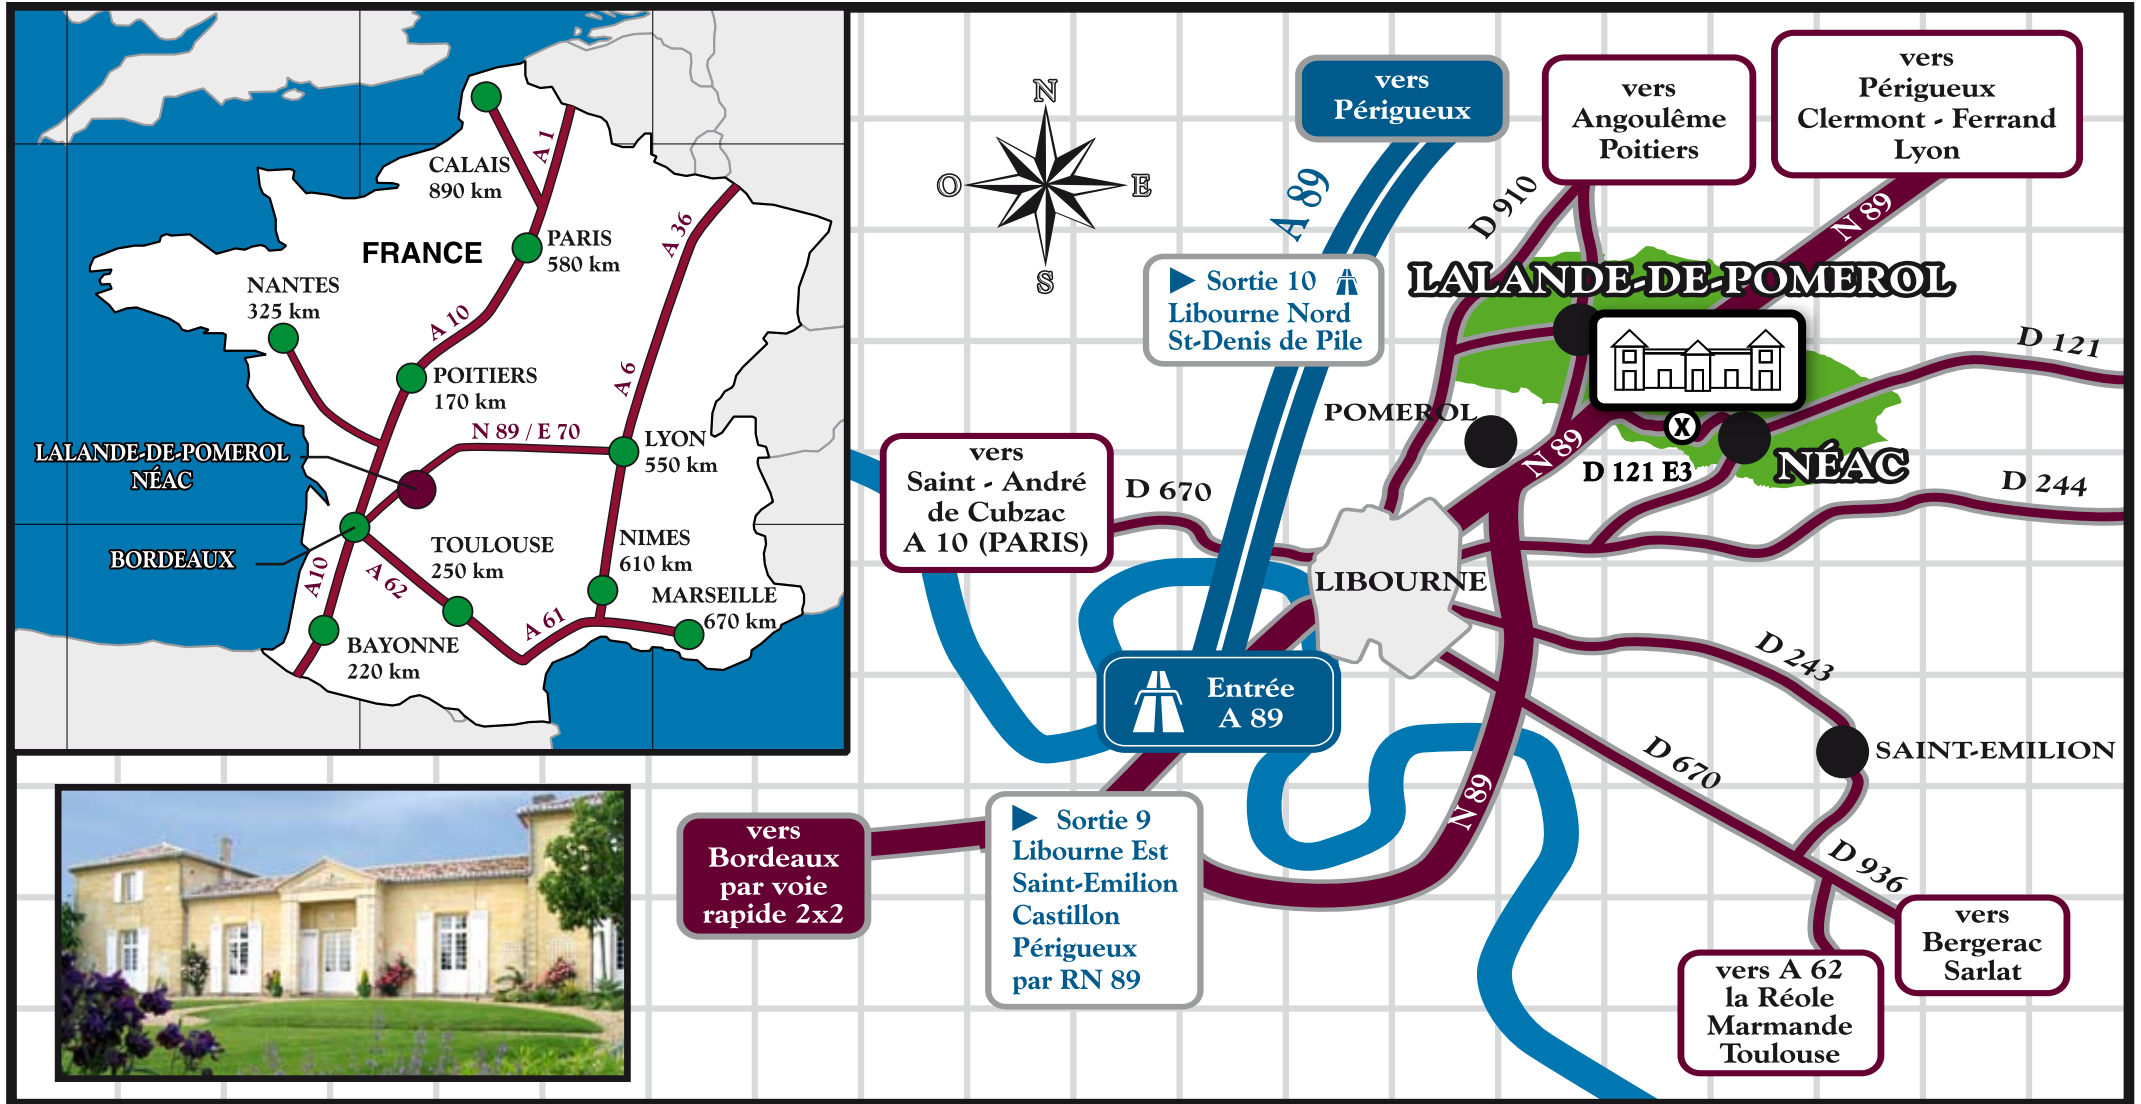 CALAIS
890 km
A 1
FRANCE
PARIS
580 km
A 36
NANTES
325 km
A 10
POITIERS
170 km
A 6
N 89 / E 70
LYON
550 km
LALANDE-DE-POMEROL
NÉAC
BORDEAUX
A10
A 62
TOULOUSE
250 km
NIMES
610 km
A 61
MARSEILLE
670 km
BAYONNE
220 km
N
O
E
S
vers
Périgueux
A 89
vers
Angoulême
Poitiers
vers
Périgueux
Clermont - Ferrand
Lyon
D 910
N 89
Sortie 10
Libourne Nord
St-Denis de Pile
LALANDE-DE-POMEROL
D 121
POMEROL
N 89
X
D 121 E3
NÉAC
D 244
vers
Saint - André
de Cubzac
A 10 (PARIS)
D 670
LIBOURNE
D 243
Entrée
A 89
SAINT-EMILION
D 670
N 89
D 936
vers
Bordeaux
par voie
rapide 2x2
Sortie 9
Libourne Est
Saint-Emilion
Castillon
Périgueux
par RN 89
vers
Bergerac
Sarlat
vers A 62
la Réole
Marmande
Toulouse